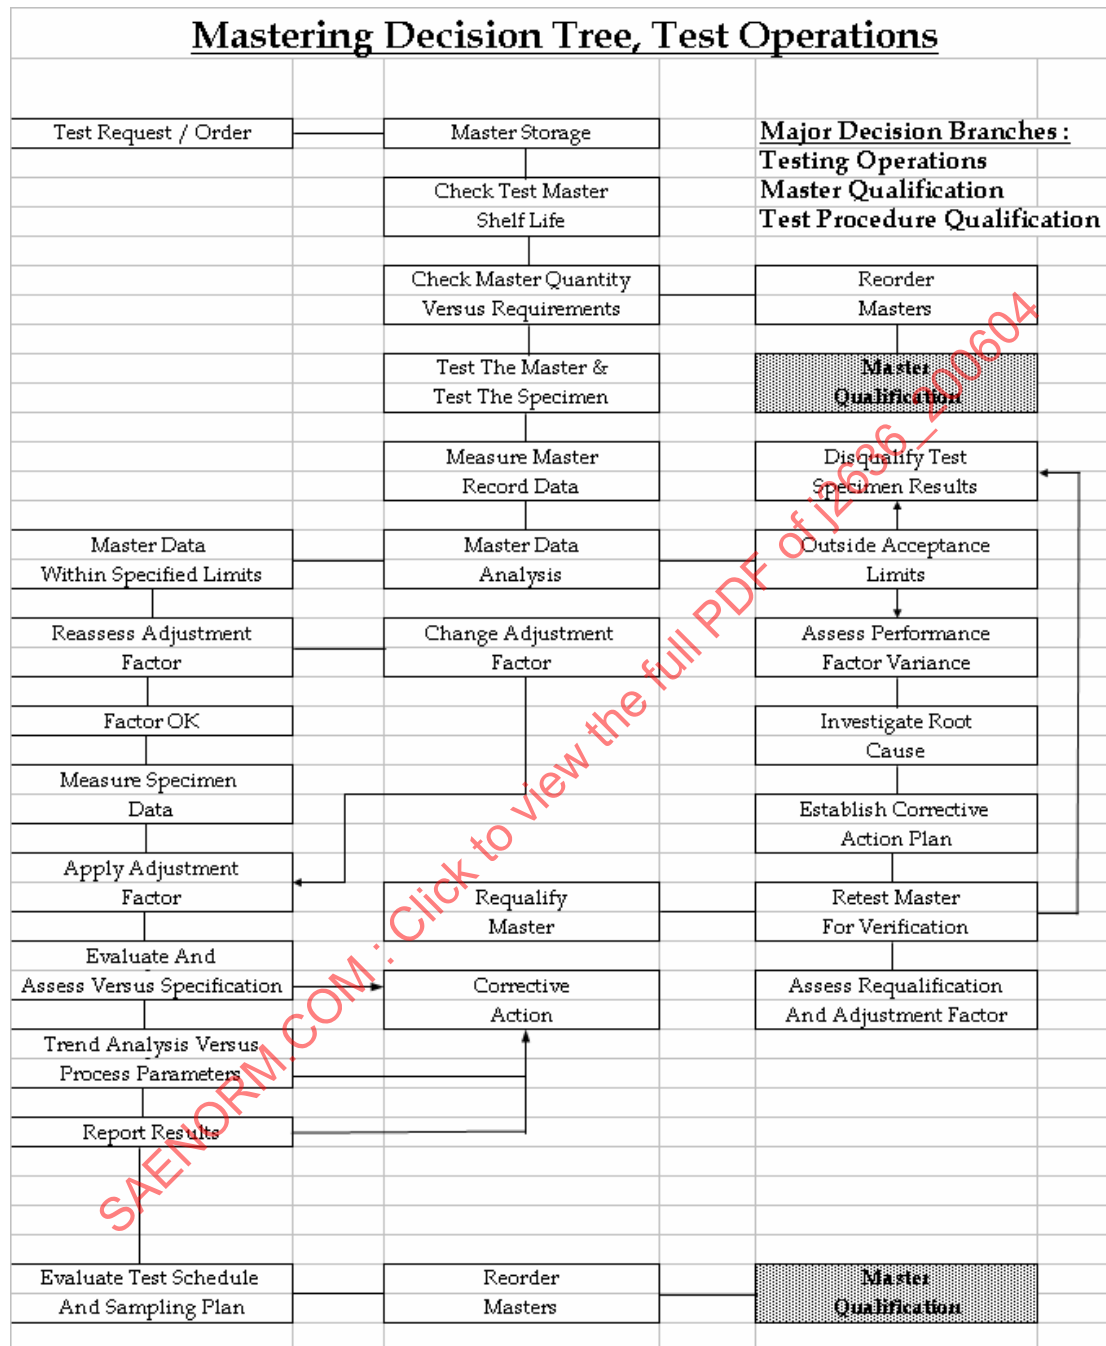 Mastering Decision Tree, Test Operations
Test Request / Order
Master Storage
Major Decision Branches :
Testing Operations
Master Qualification
Test Procedure Qualification
Check Test Master
Shelf Life
Check Master Quantity
Versus Requirements
Reorder
Masters
Test The Master &
Test The Specimen
Master
Qualification
Measure Master
Record Data
Disqualify Test
Specimen Results
Master Data
Within Specified Limits
Master Data
Analysis
Outside Acceptance
Limits
Reassess Adjustment
Factor
Change Adjustment
Factor
Assess Performance
Factor Variance
Factor OK
Investigate Root
Cause
Measure Specimen
Data
Establish Corrective
Action Plan
Apply Adjustment
Factor
Requalify
Master
Retest Master
For Verification
Evaluate And
Assess Versus Specification
Corrective
Action
Assess Requalification
And Adjustment Factor
Trend Analysis Versus
Process Parameters
Report Results
Evaluate Test Schedule
And Sampling Plan
Reorder
Masters
Master
Qualification
SAENORM.COM : Click to view the full PDF of j2636_200604